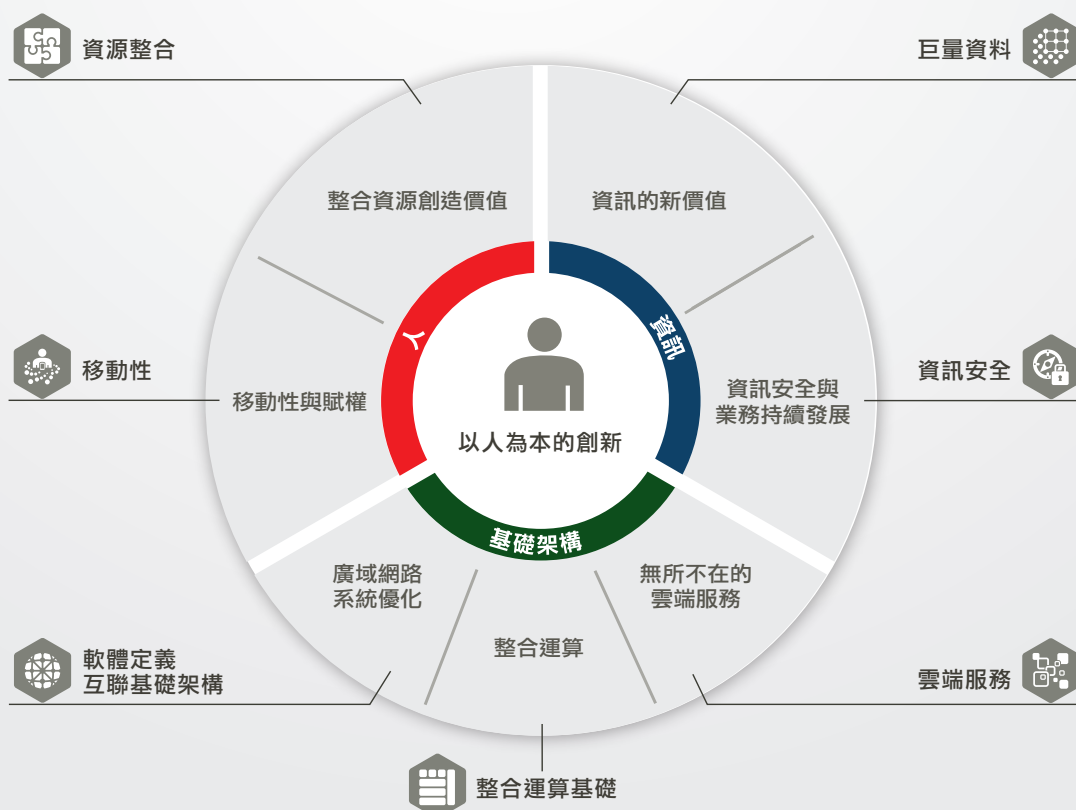 資源整合
巨量資料
整合資源創造價值
資訊的新價值
人
資訊
移動性
移動性與賦權
以人為本的創新
資訊安全與
業務持續發展
資訊安全
基礎架構
廣域網路
系統優化
無所不在的
雲端服務
整合運算
軟體定義
互聯基礎架構
雲端服務
整合運算基礎